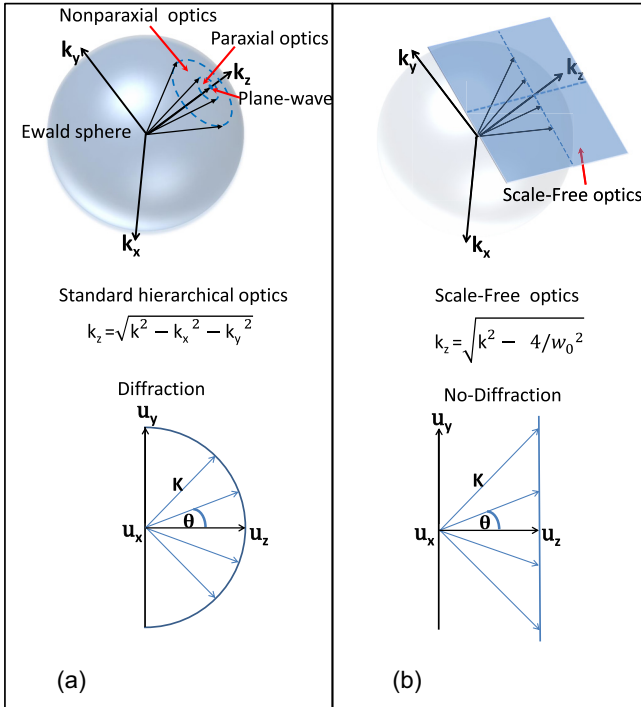 Nonparaxial optics
Paraxial optics
k_y
k_z
Plane-wave
Ewald sphere
k_x
Standard hierarchical optics
k_z = √(k² − k_x² − k_y²)
Diffraction
u_y
K
θ
u_x
u_z
(a)
k_y
k_z
Scale-Free optics
k_x
Scale-Free optics
k_z = √(k² − 4/w₀²)
No-Diffraction
u_y
K
θ
u_x
u_z
(b)